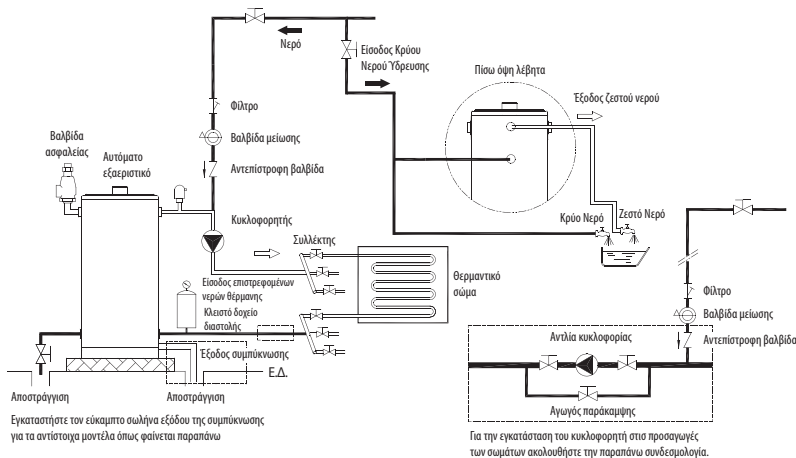 Νερό
Είσοδος Κρύου
Νερού Ύδρευσης
Πίσω όψη λέβητα
Έξοδος ζεστού νερού
Φίλτρο
Βαλβίδα μείωσης
Αντεπίστροφη βαλβίδα
Βαλβίδα
ασφαλείας
Αυτόματο
εξαεριστικό
Κυκλοφορητής
Συλλέκτης
Κρύο Νερό
Ζεστό Νερό
Είσοδος επιστρεφομένων
νερών θέρμανης
Κλειστό δοχείο
διαστολής
Θερμαντικό
σώμα
Φίλτρο
Βαλβίδα μείωσης
Αντεπίστροφη βαλβίδα
Αντλία κυκλοφορίας
Αγωγός παράκαμψης
Έξοδος συμπύκνωσης
Ε.Δ.
Αποστράγγιση
Αποστράγγιση
Εγκαταστήστε τον εύκαμπτο σωλήνα εξόδου της συμπύκνωσης
για τα αντίστοιχα μοντέλα όπως φαίνεται παραπάνω
Για την εγκατάσταση του κυκλοφορητή στισ προσαγωγές
των σωμάτων ακολουθήστε την παραπάνω συνδεσμολογία.